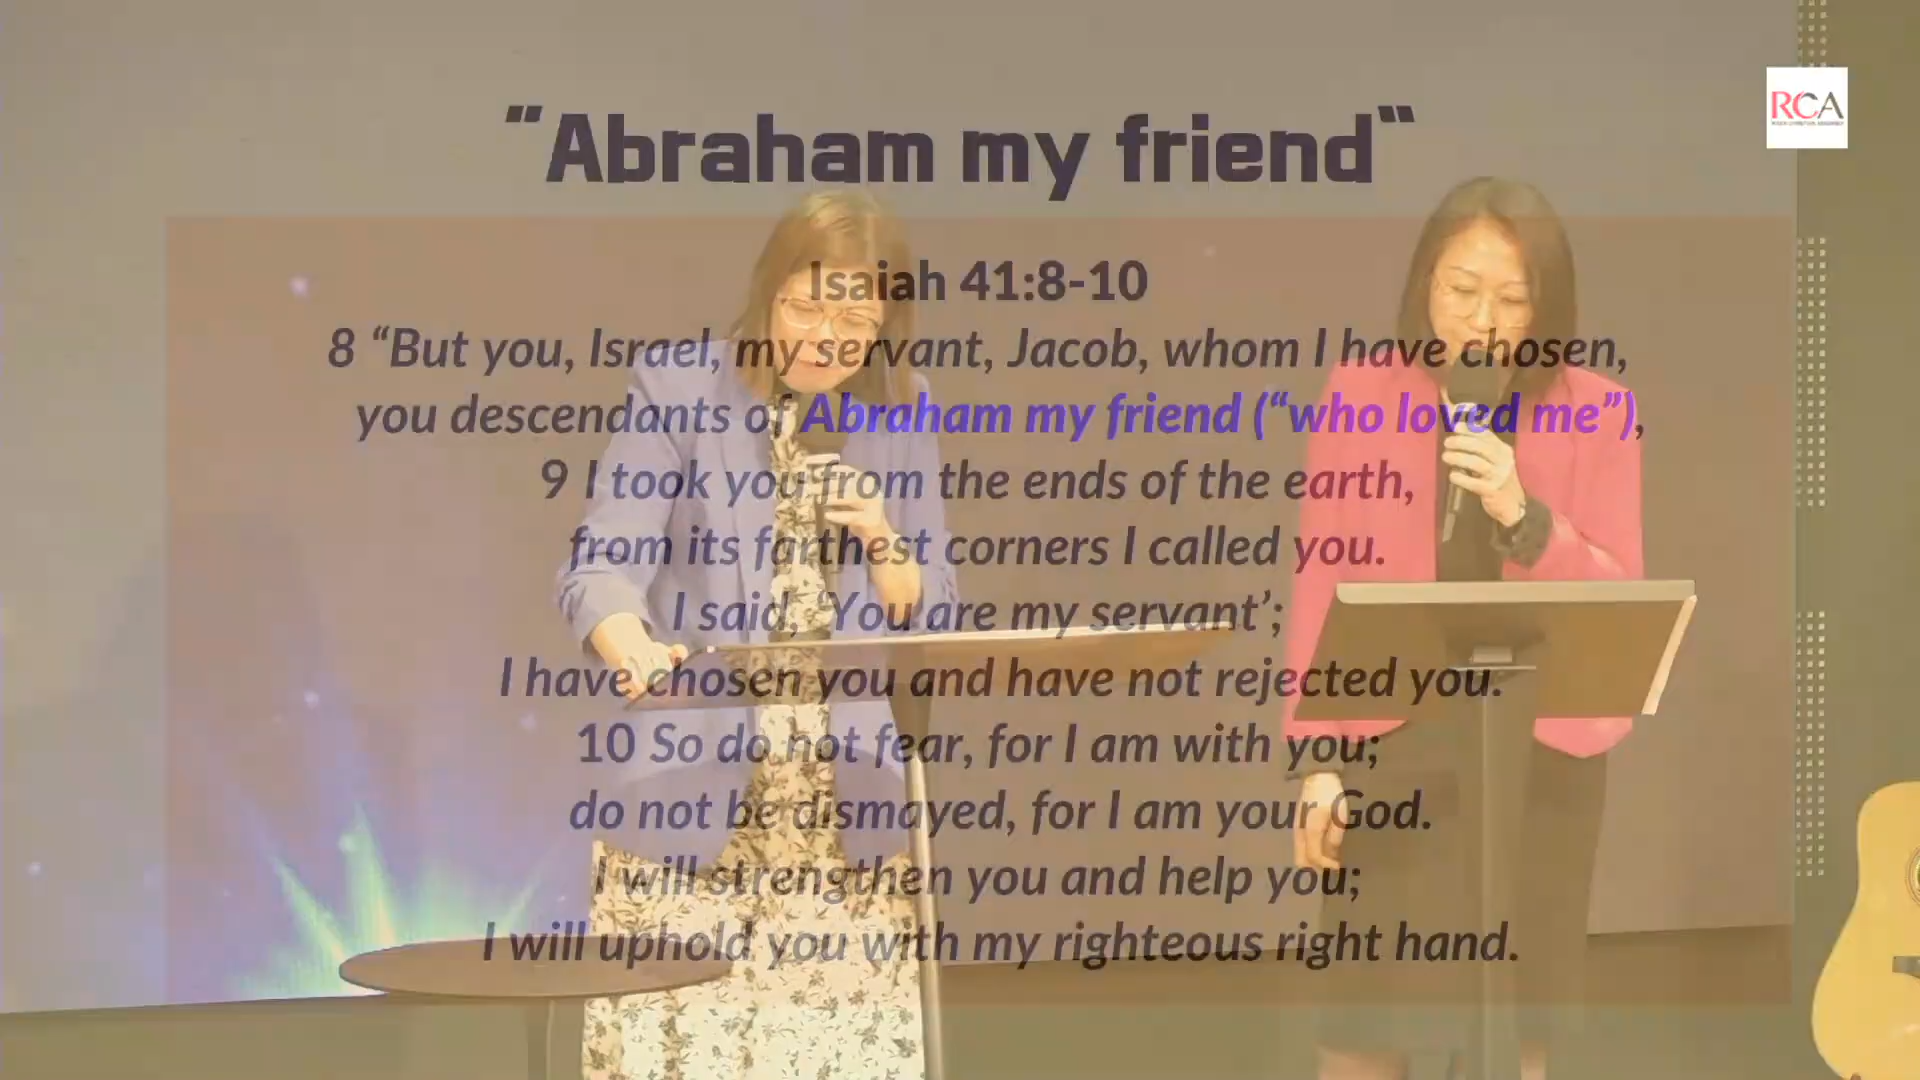 RCA
"Abraham my friend"
Isaiah 41:8-10
8 “But you, Israel, my servant, Jacob, whom I have chosen,
you descendants of Abraham my friend (“who loved me”),
9 I took you from the ends of the earth,
from its farthest corners I called you.
I said, ‘You are my servant’;
I have chosen you and have not rejected you.
10 So do not fear, for I am with you;
do not be dismayed, for I am your God.
I will strengthen you and help you;
I will uphold you with my righteous right hand.